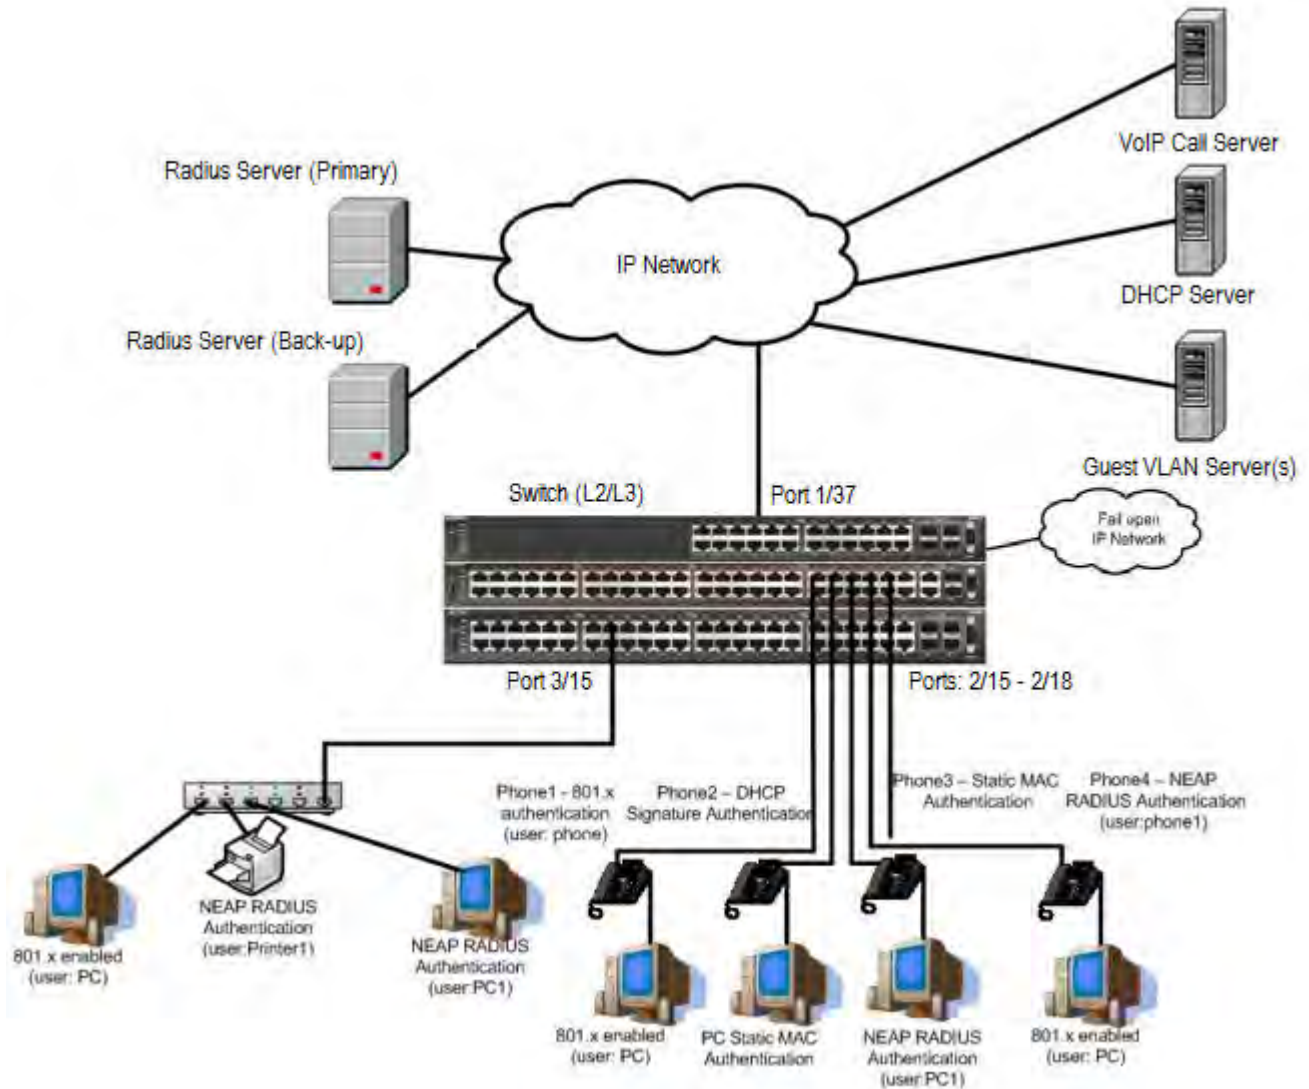 VoIP Call Server
Radius Server (Primary)
IP Network
DHCP Server
Radius Server (Back-up)
Guest VLAN Server(s)
Switch (L2/L3)
Port 1/37
Fail open
IP Network
Port 3/15
Ports: 2/15 - 2/18
Phone1 - 801.x
authentication
(user: phone)
Phone2 – DHCP
Signature Authentication
Phone3 – Static MAC
Authentication
Phone4 – NEAP
RADIUS Authentication
(user:phone1)
801.x enabled
(user: PC)
NEAP RADIUS
Authentication
(user:Printer1)
NEAP RADIUS
Authentication
(user:PC1)
801.x enabled
(user: PC)
PC Static MAC
Authentication
NEAP RADIUS
Authentication
(user:PC1)
801.x enabled
(user: PC)